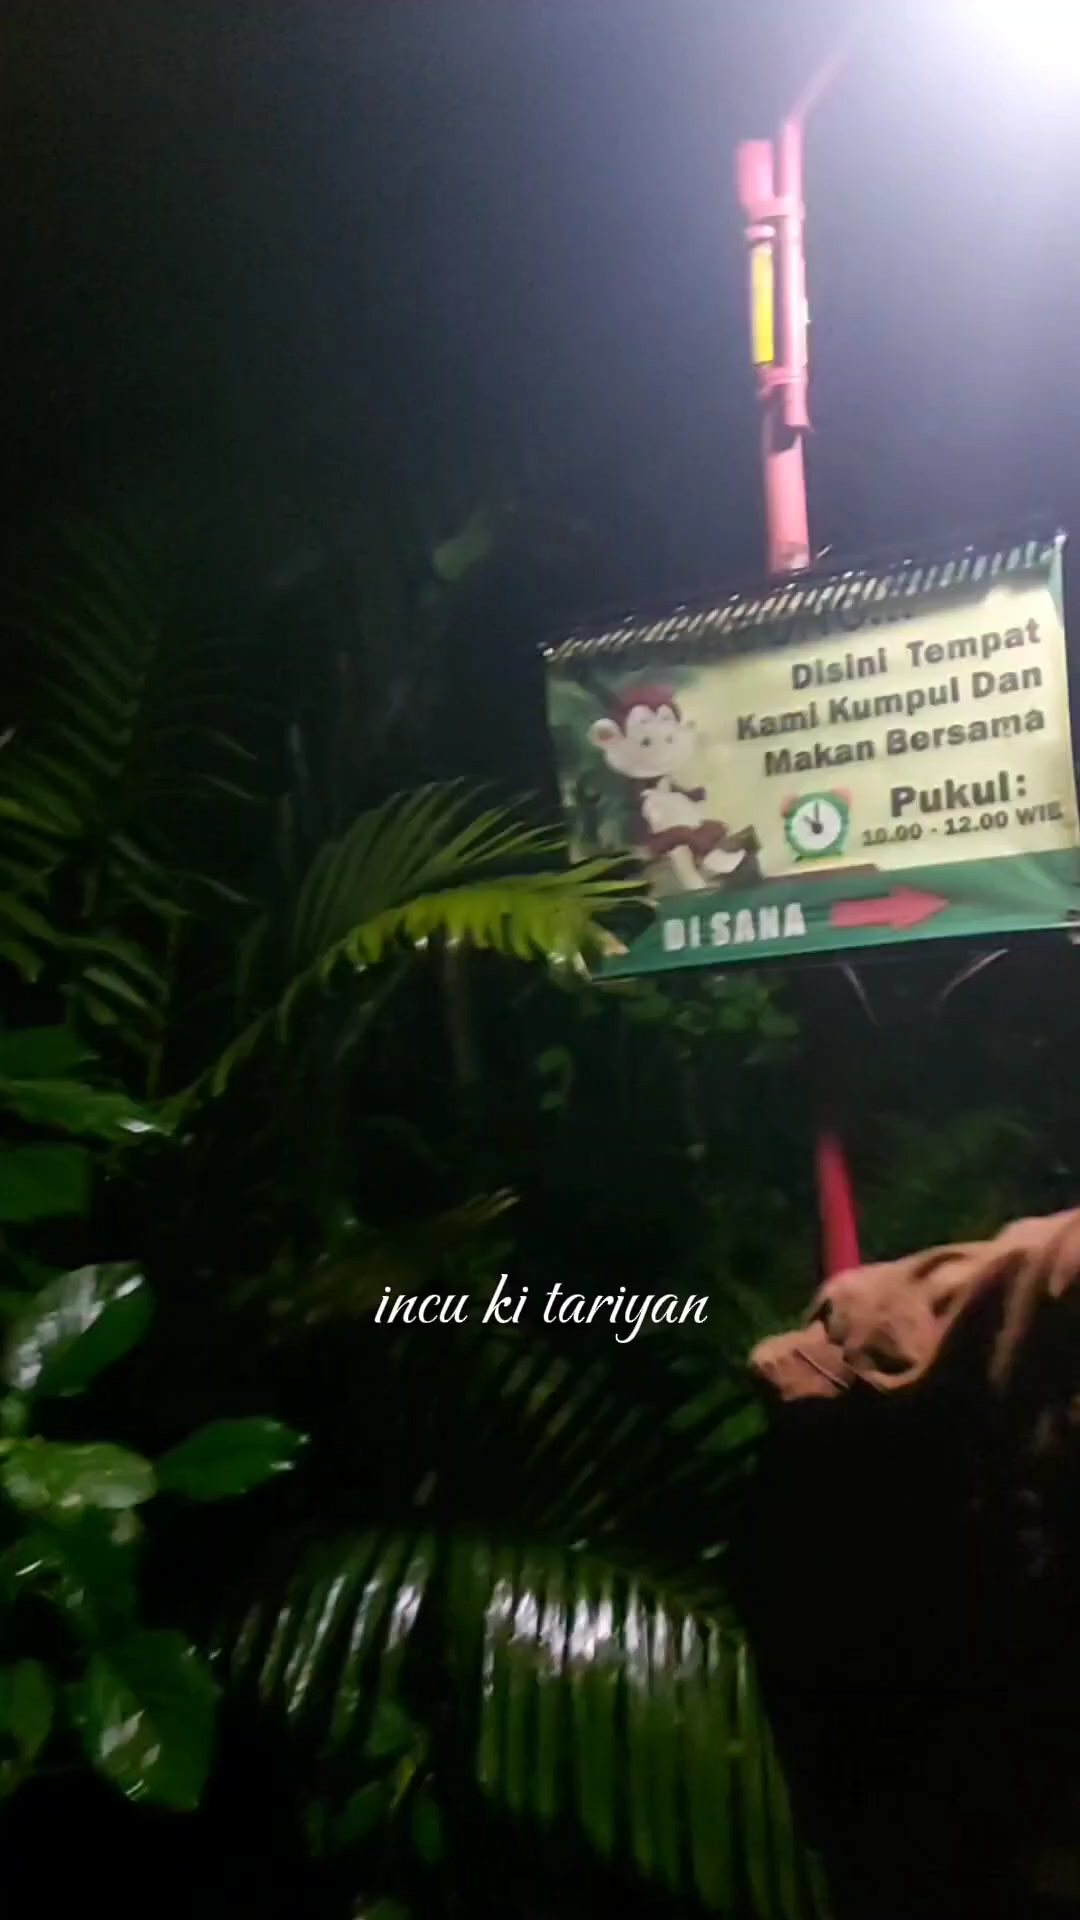 Disini Tempat
Kami Kumpul Dan
Makan Bersama
Pukul:
10.00 - 12.00 WIB
DI SANA
incu ki tariyan